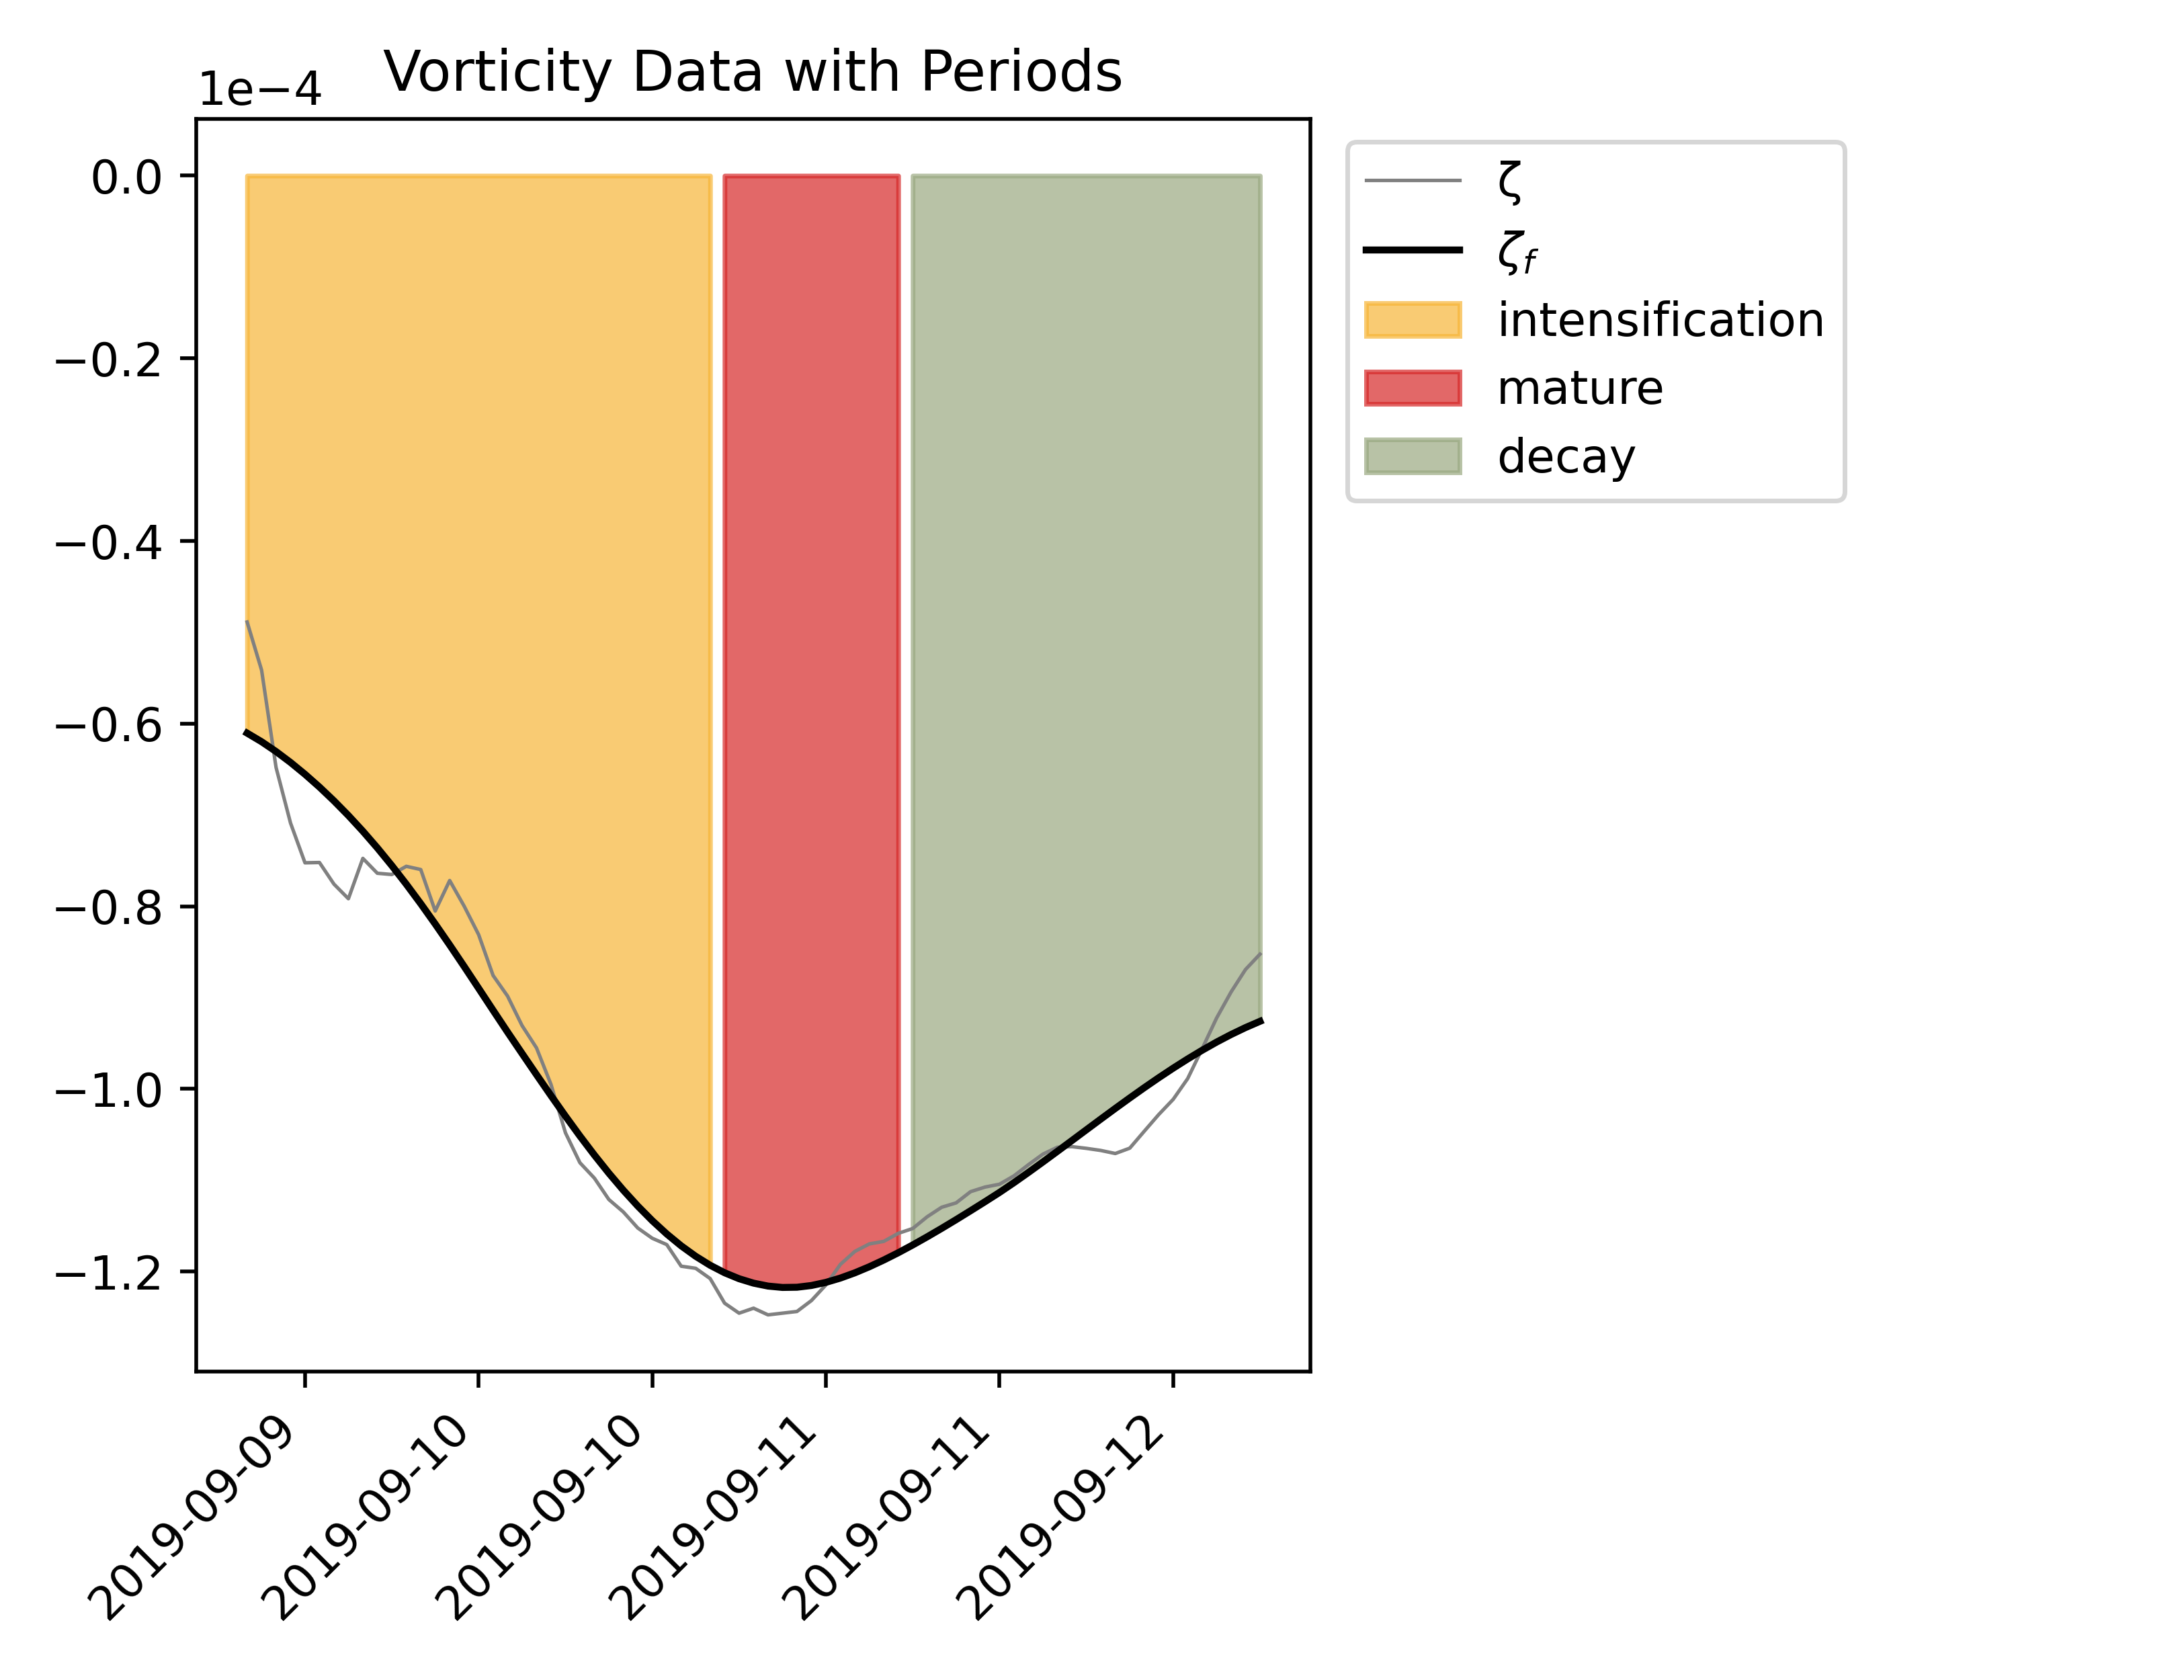 Vorticity Data with Periods
1e−4
0.0
−0.2
−0.4
−0.6
−0.8
−1.0
−1.2
2019-09-09
2019-09-10
2019-09-10
2019-09-11
2019-09-11
2019-09-12
ζ
ζf
intensification
mature
decay